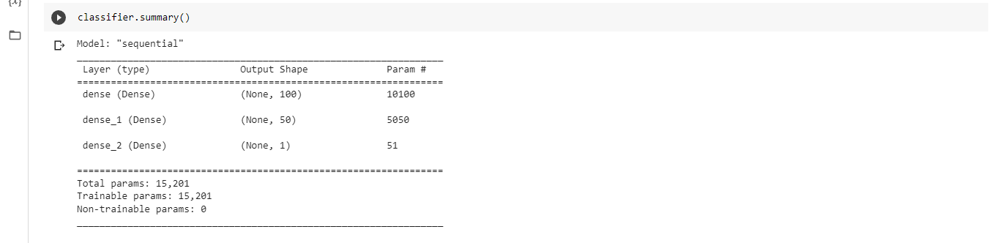 {x}
classifier.summary()
Model: "sequential"
_________________________________________________________________
Layer (type) Output Shape Param #
=================================================================
dense (Dense) (None, 100) 10100
dense_1 (Dense) (None, 50) 5050
dense_2 (Dense) (None, 1) 51
=================================================================
Total params: 15,201
Trainable params: 15,201
Non-trainable params: 0
_________________________________________________________________